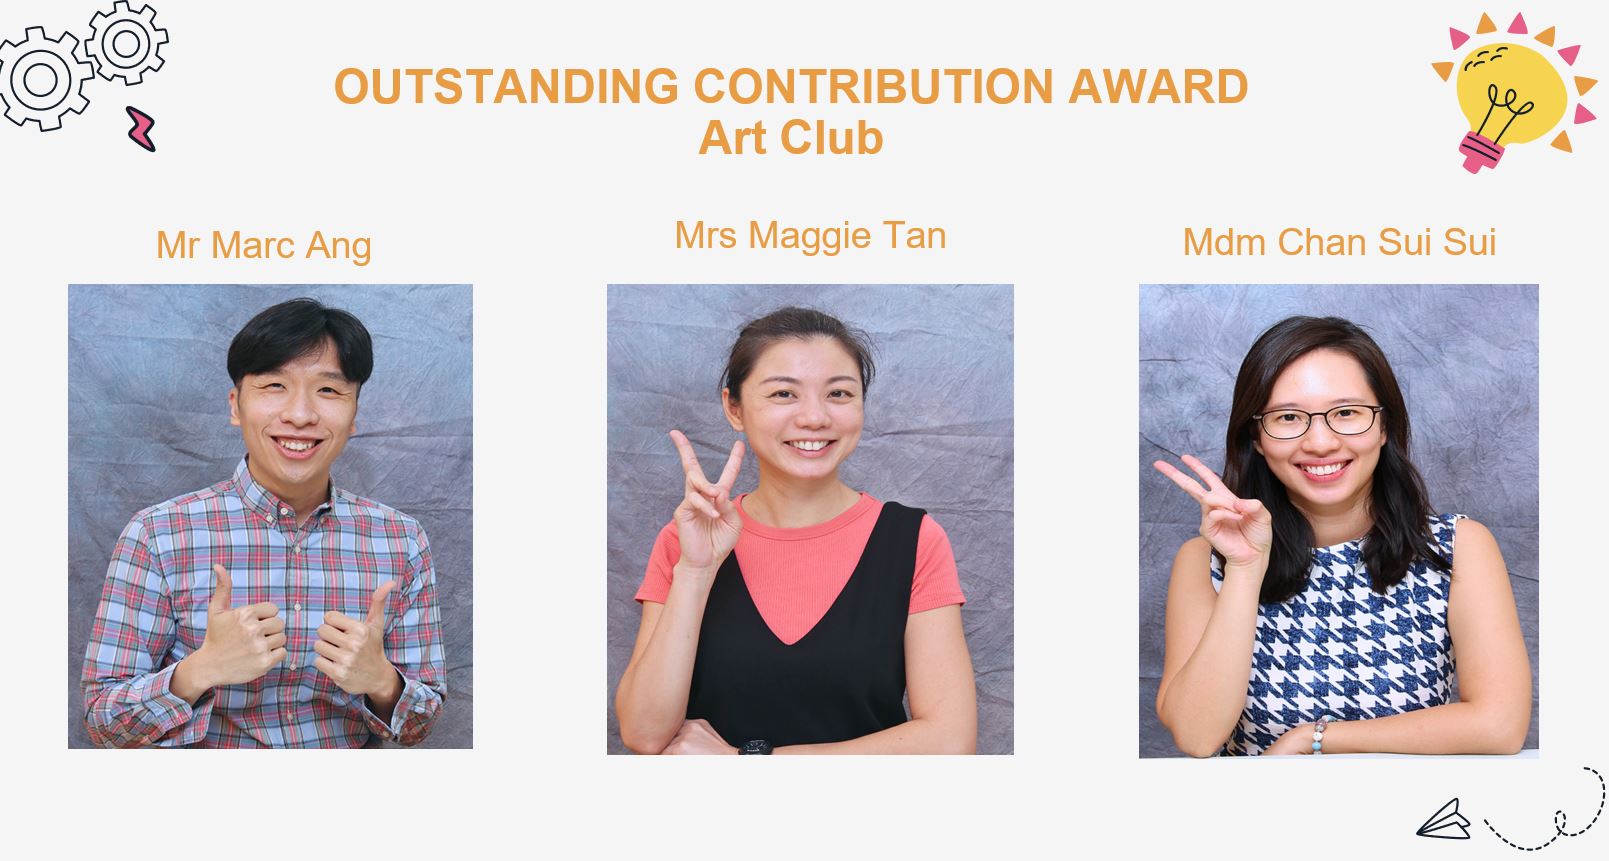 OUTSTANDING CONTRIBUTION AWARD
Art Club
Mr Marc Ang
Mrs Maggie Tan
Mdm Chan Sui Sui